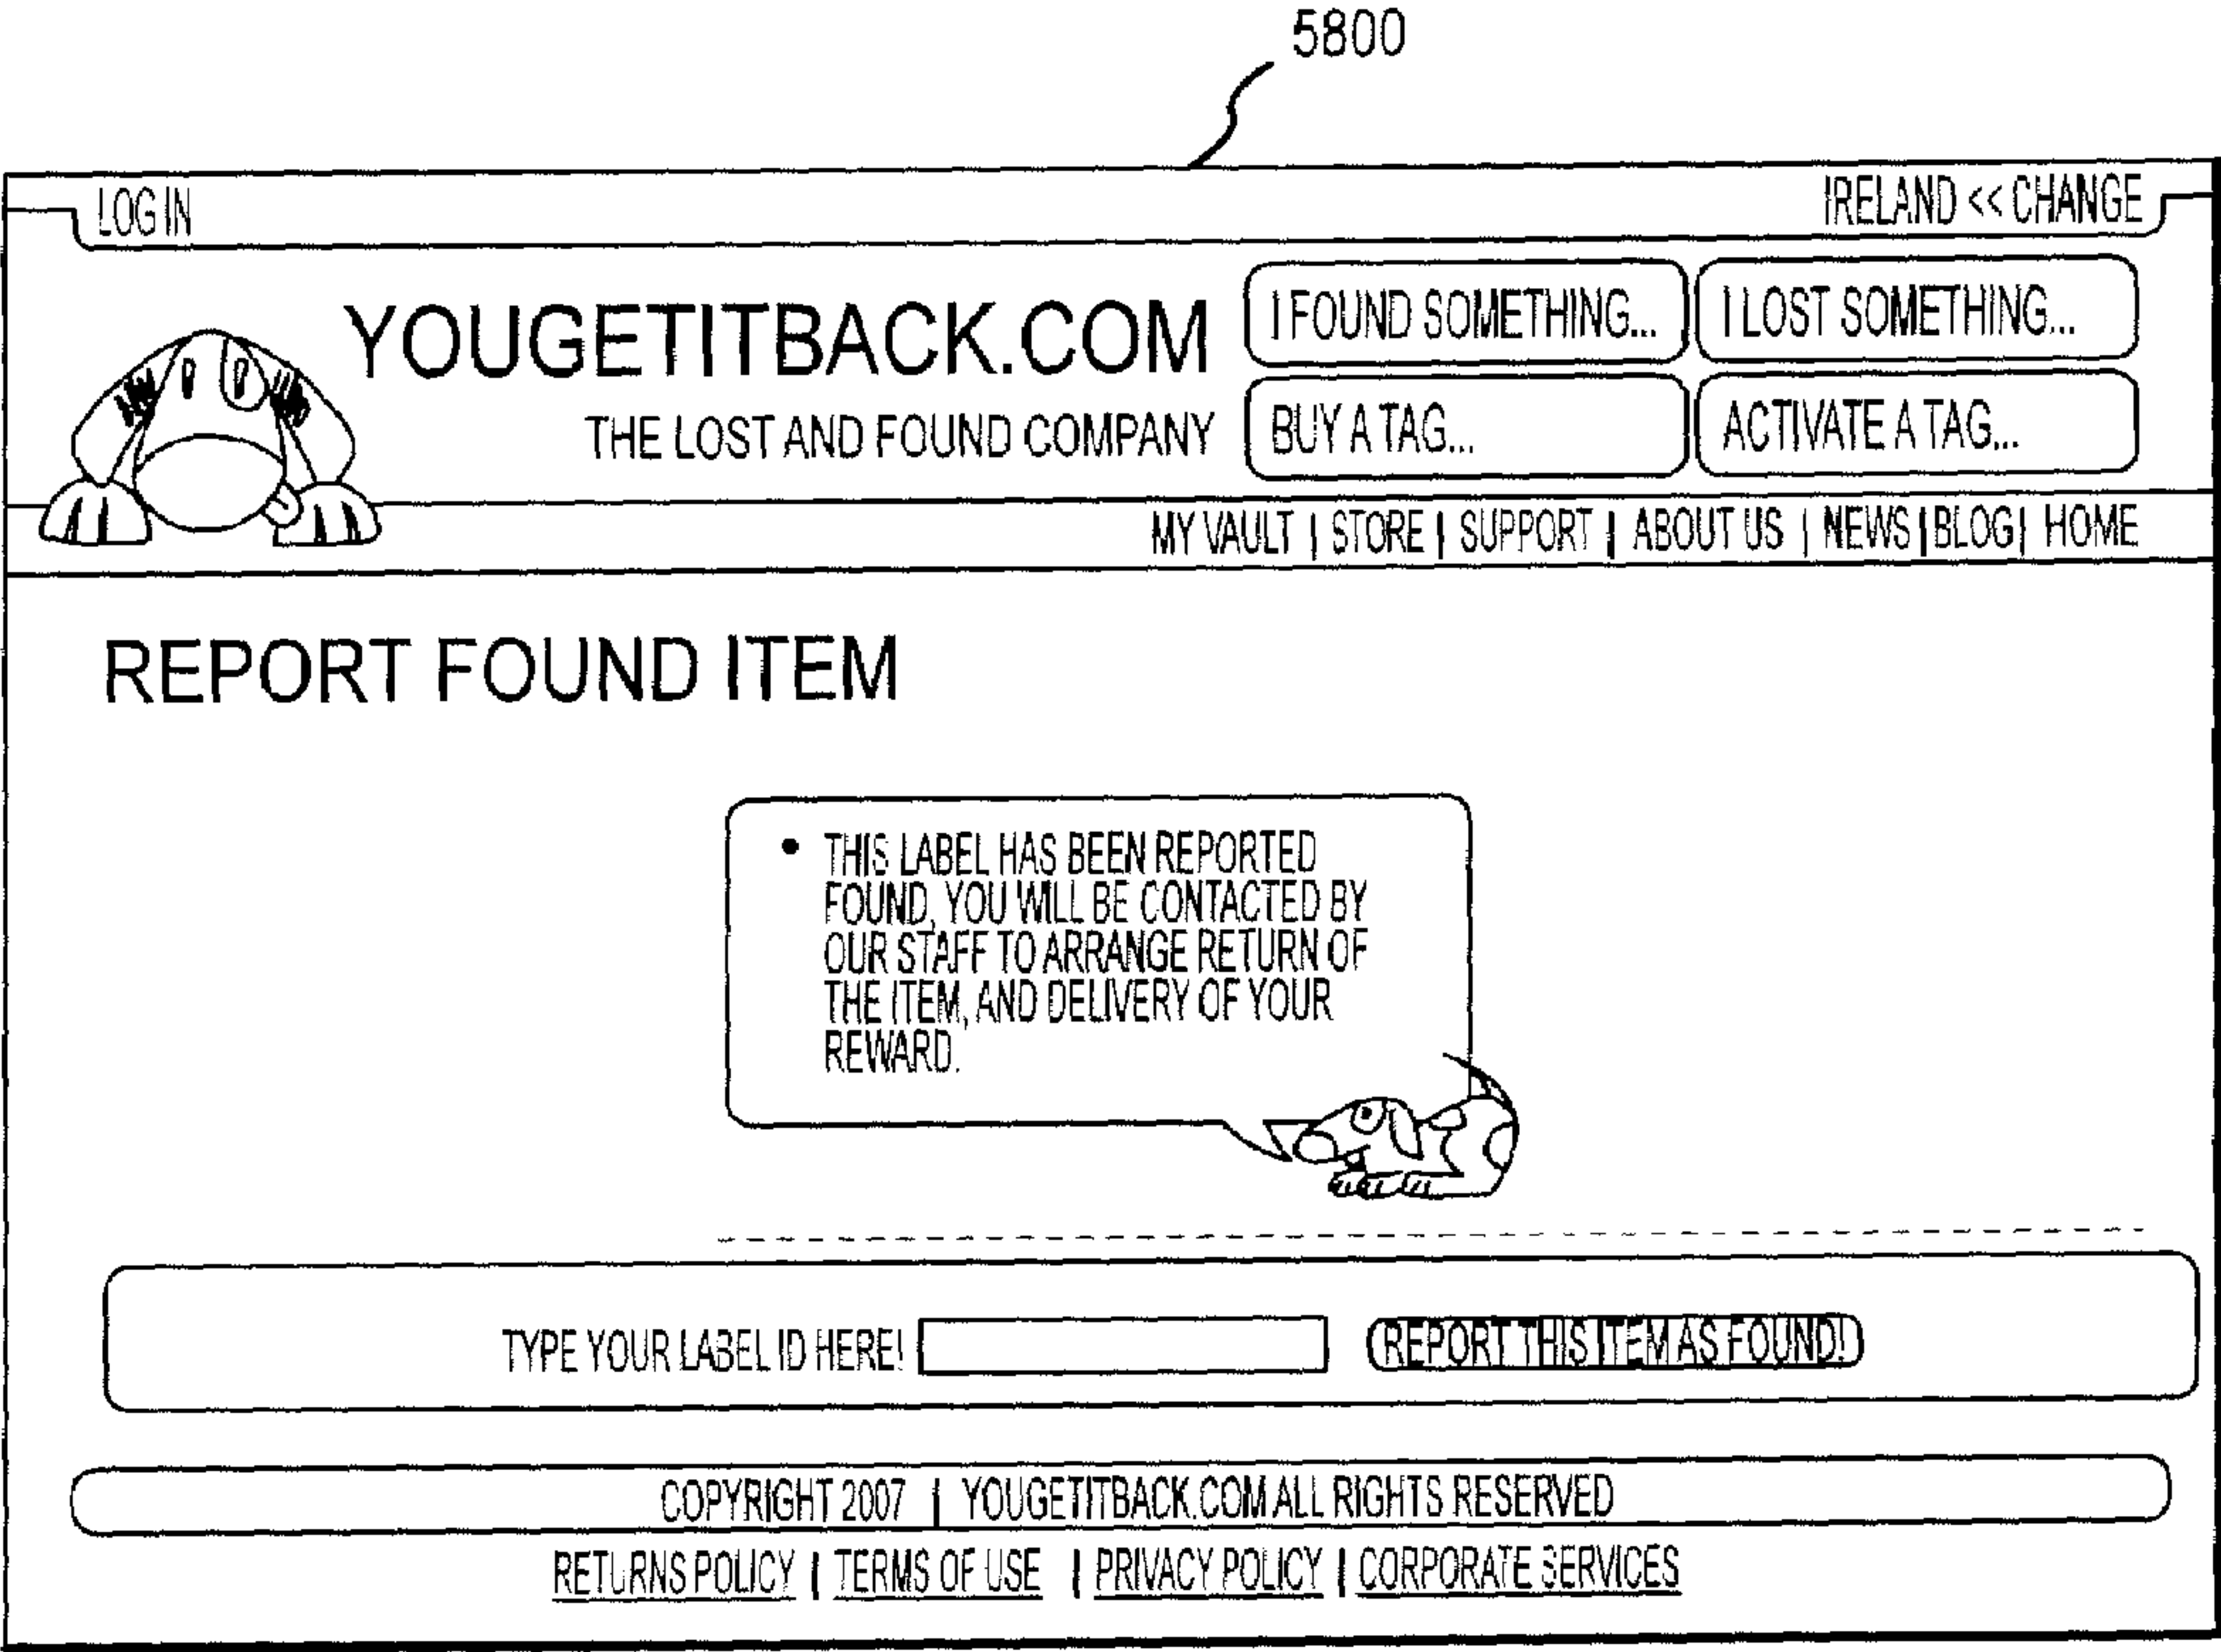 5800
LOG IN
IRELAND << CHANGE
YOUGETITBACK.COM
THE LOST AND FOUND COMPANY
I FOUND SOMETHING...
I LOST SOMETHING...
BUY A TAG...
ACTIVATE A TAG...
MY VAULT | STORE | SUPPORT | ABOUT US | NEWS | BLOG | HOME
REPORT FOUND ITEM
• THIS LABEL HAS BEEN REPORTED
FOUND, YOU WILL BE CONTACTED BY
OUR STAFF TO ARRANGE RETURN OF
THE ITEM, AND DELIVERY OF YOUR
REWARD.
TYPE YOUR LABEL ID HERE!
REPORT THIS ITEM AS FOUND!
COPYRIGHT 2007 | YOUGETITBACK.COM ALL RIGHTS RESERVED
RETURNS POLICY | TERMS OF USE | PRIVACY POLICY | CORPORATE SERVICES